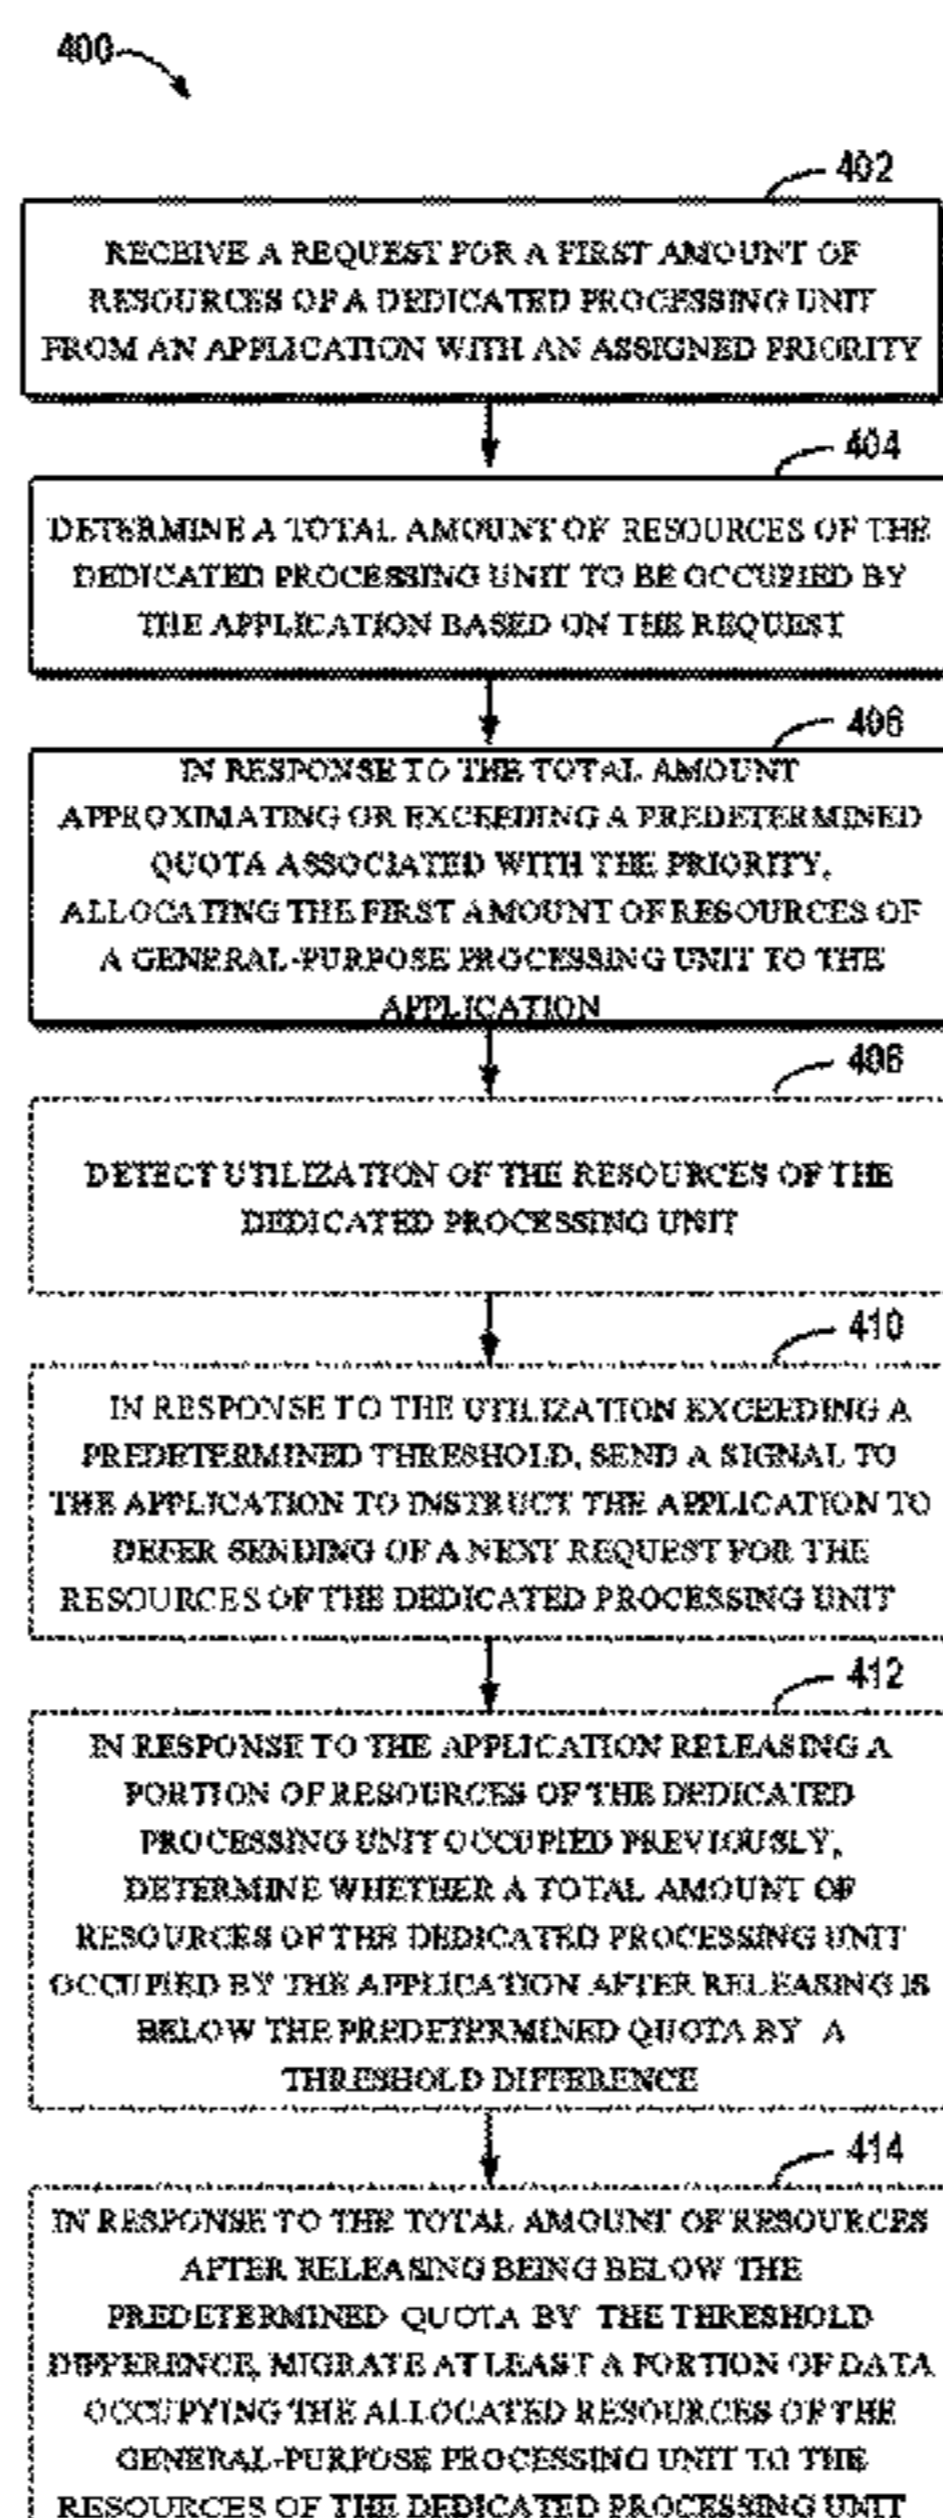 400
402
RECEIVE A REQUEST FOR A FIRST AMOUNT OF
RESOURCES OF A DEDICATED PROCESSING UNIT
FROM AN APPLICATION WITH AN ASSIGNED PRIORITY
404
DETERMINE A TOTAL AMOUNT OF RESOURCES OF THE
DEDICATED PROCESSING UNIT TO BE OCCUPIED BY
THE APPLICATION BASED ON THE REQUEST
406
IN RESPONSE TO THE TOTAL AMOUNT
APPROXIMATING OR EXCEEDING A PREDETERMINED
QUOTA ASSOCIATED WITH THE PRIORITY,
ALLOCATING THE FIRST AMOUNT OF RESOURCES OF
A GENERAL-PURPOSE PROCESSING UNIT TO THE
APPLICATION
408
DETECT UTILIZATION OF THE RESOURCES OF THE
DEDICATED PROCESSING UNIT
410
IN RESPONSE TO THE UTILIZATION EXCEEDING A
PREDETERMINED THRESHOLD, SEND A SIGNAL TO
THE APPLICATION TO INSTRUCT THE APPLICATION TO
DEFER SENDING OF A NEXT REQUEST FOR THE
RESOURCES OF THE DEDICATED PROCESSING UNIT
412
IN RESPONSE TO THE APPLICATION RELEASING A
PORTION OF RESOURCES OF THE DEDICATED
PROCESSING UNIT OCCUPIED PREVIOUSLY,
DETERMINE WHETHER A TOTAL AMOUNT OF
RESOURCES OF THE DEDICATED PROCESSING UNIT
OCCUPIED BY THE APPLICATION AFTER RELEASING IS
BELOW THE PREDETERMINED QUOTA BY A
THRESHOLD DIFFERENCE
414
IN RESPONSE TO THE TOTAL AMOUNT OF RESOURCES
AFTER RELEASING BEING BELOW THE
PREDETERMINED QUOTA BY THE THRESHOLD
DIFFERENCE, MIGRATE AT LEAST A PORTION OF DATA
OCCUPYING THE ALLOCATED RESOURCES OF THE
GENERAL-PURPOSE PROCESSING UNIT TO THE
RESOURCES OF THE DEDICATED PROCESSING UNIT